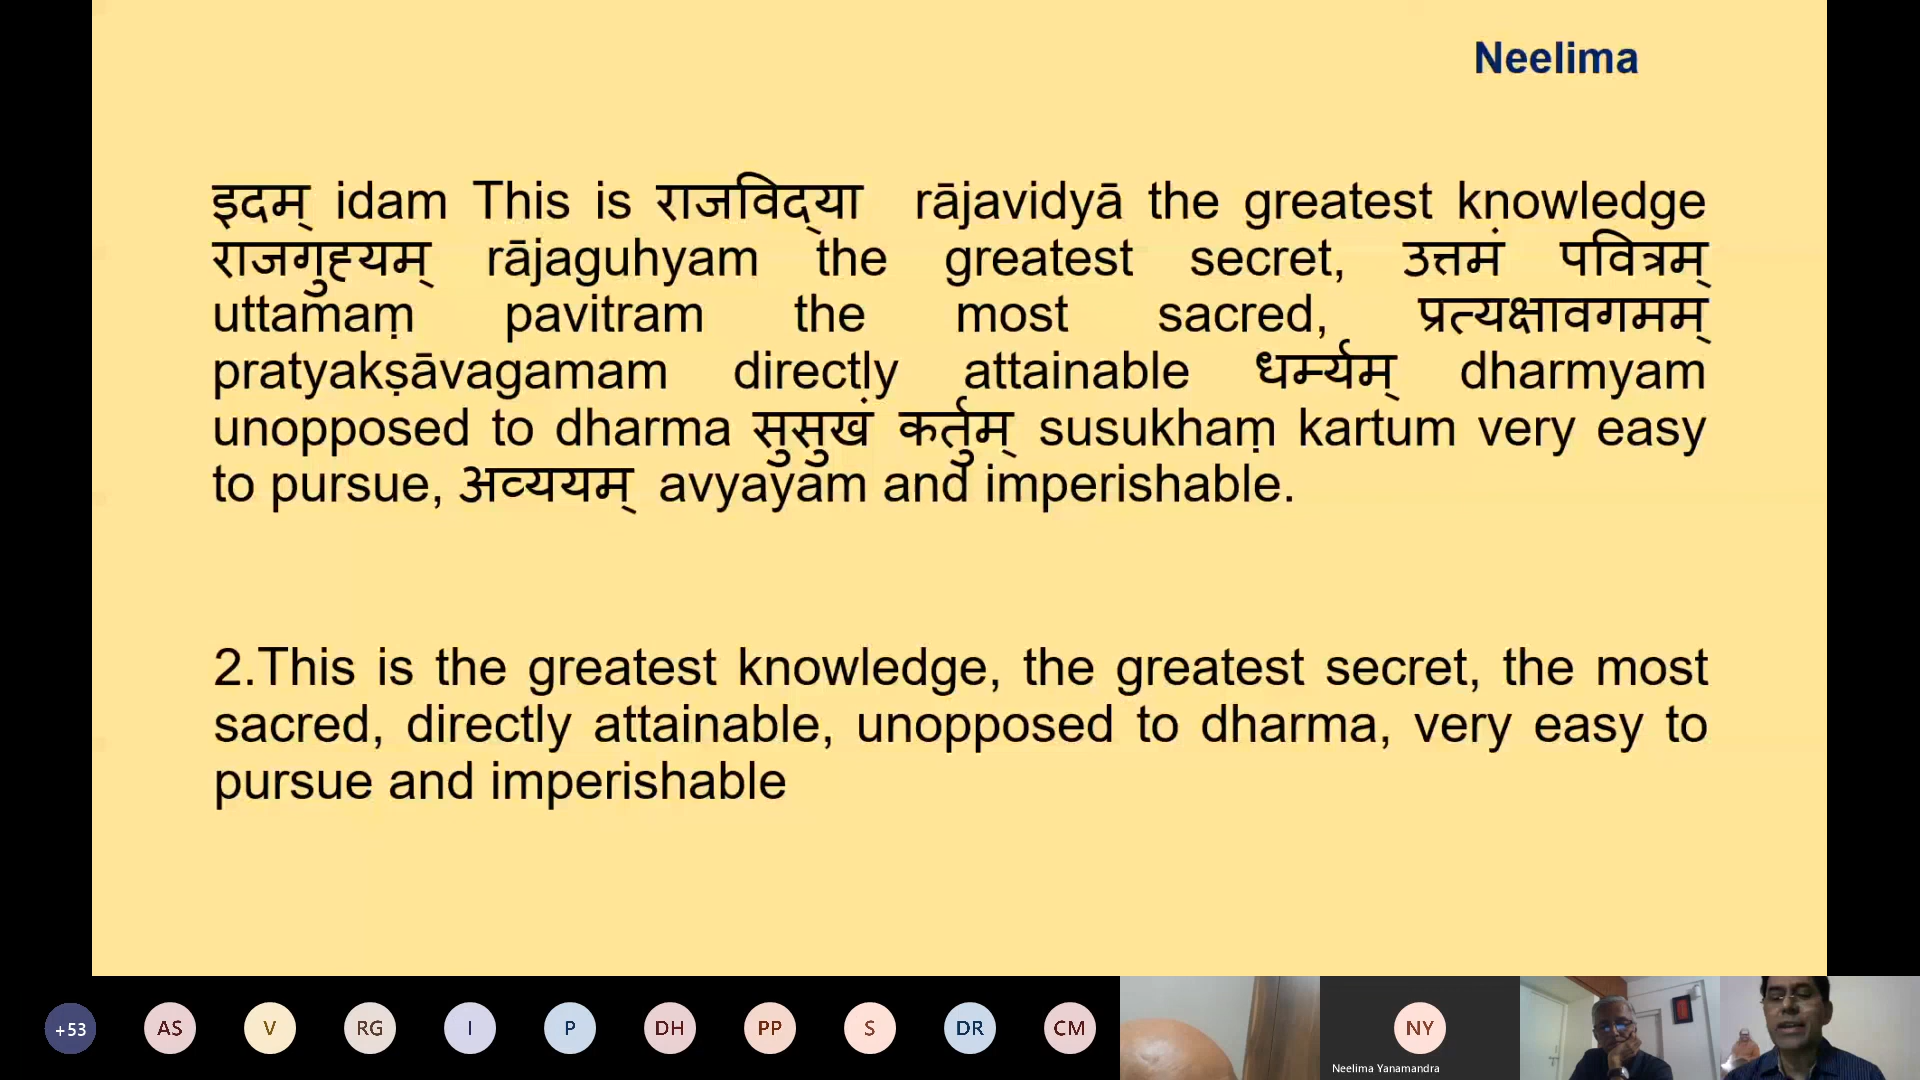 Neelima
इदम् idam This is राजविद्या rājavidyā the greatest knowledge
राजगुह्यम् rājaguhyam the greatest secret, उत्तमं पवित्रम्
uttamaṃ pavitram the most sacred, प्रत्यक्षावगमम्
pratyakṣāvagamam directly attainable धर्म्यम् dharmyam
unopposed to dharma सुसुखं कर्तुम् susukhaṃ kartum very easy
to pursue, अव्ययम् avyayam and imperishable.
2.This is the greatest knowledge, the greatest secret, the most
sacred, directly attainable, unopposed to dharma, very easy to
pursue and imperishable
+53 AS V RG I P DH PP S DR CM NY
Neelima Yanamandra